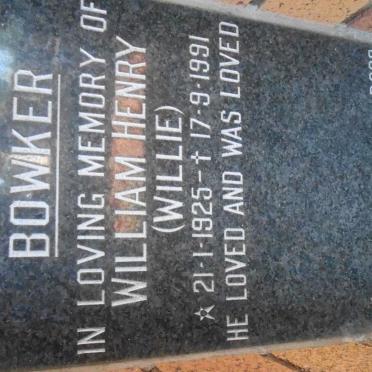 BOWKER
IN LOVING MEMORY OF
WILLIAM HENRY
(WILLIE)
☆ 21-1-1925 – ✝ 17-9-1991
HE LOVED AND WAS LOVED